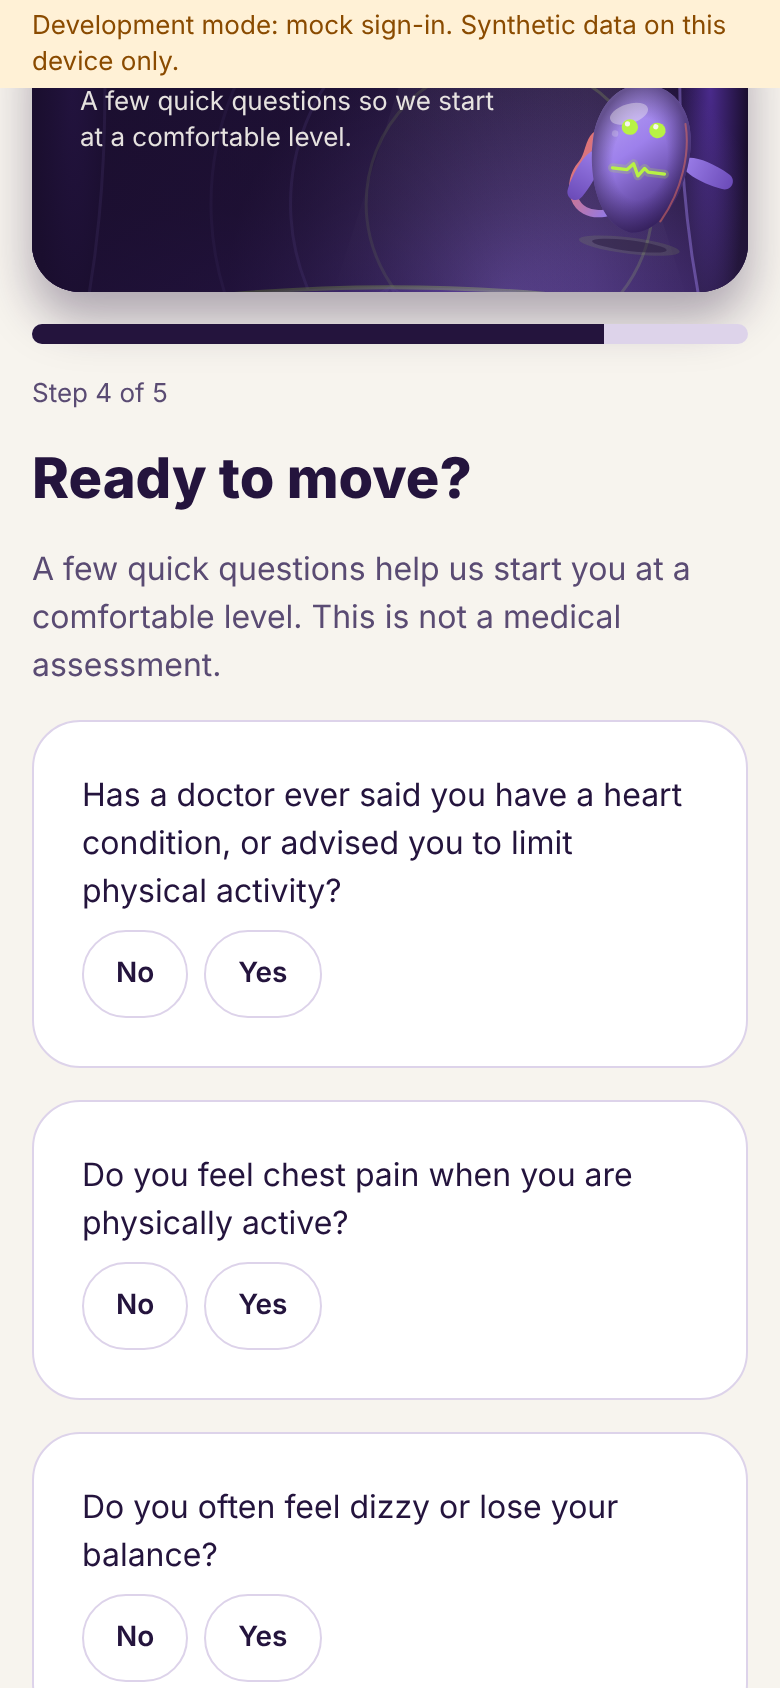 Development mode: mock sign-in. Synthetic data on this
device only.
A few quick questions so we start
at a comfortable level.
Step 4 of 5
Ready to move?
A few quick questions help us start you at a
comfortable level. This is not a medical
assessment.
Has a doctor ever said you have a heart
condition, or advised you to limit
physical activity?
No Yes
Do you feel chest pain when you are
physically active?
No Yes
Do you often feel dizzy or lose your
balance?
No Yes